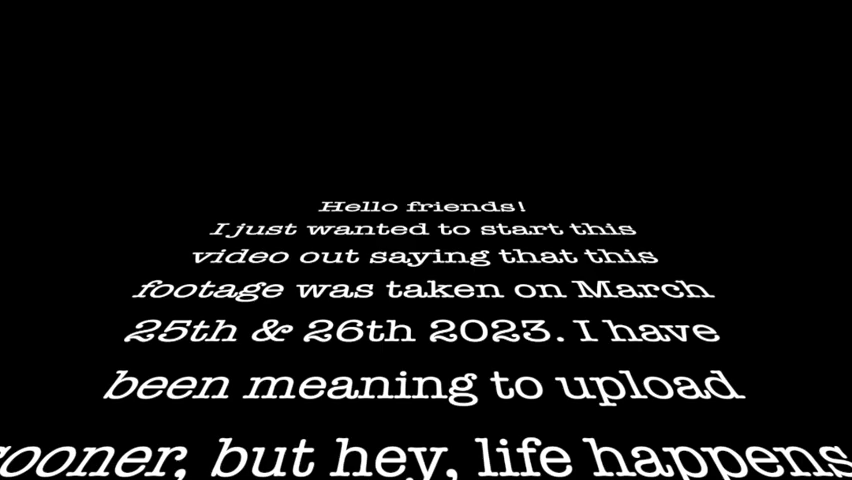 Hello friends!
I just wanted to start this
video out saying that this
footage was taken on March
25th & 26th 2023. I have
been meaning to upload
sooner, but hey, life happens.